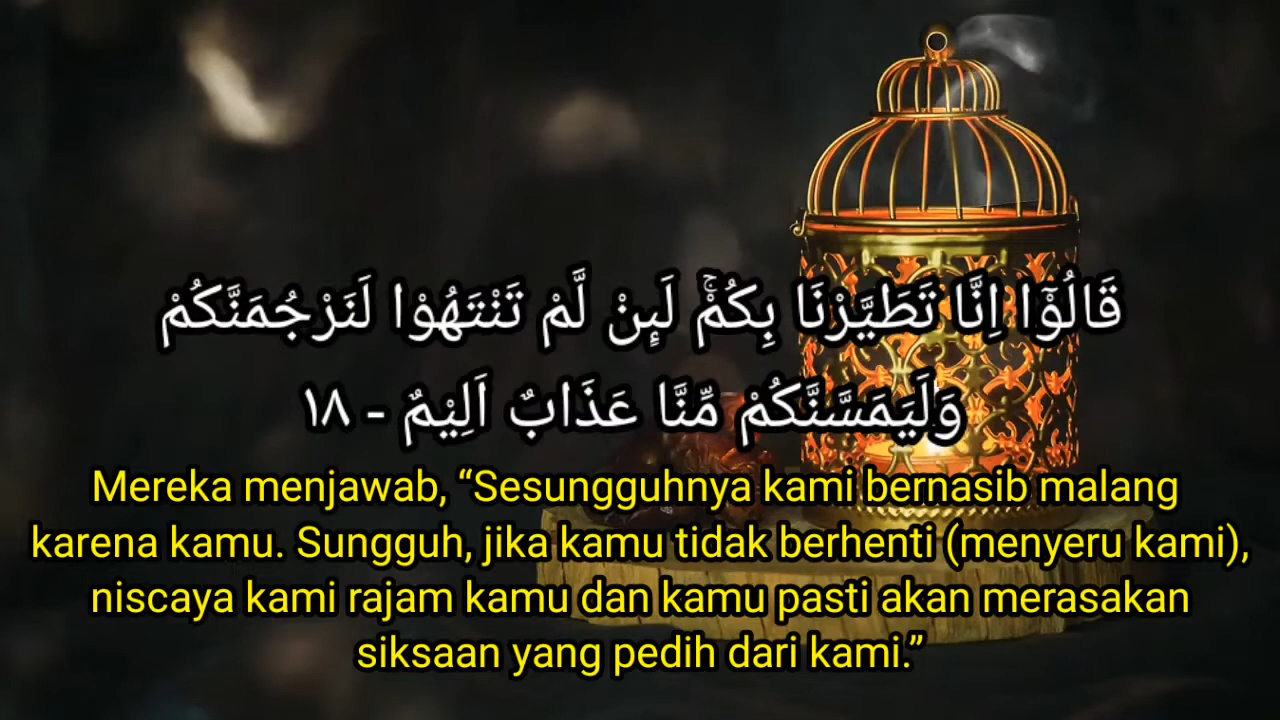 قَالُوْٓا اِنَّا تَطَيَّرْنَا بِكُمْۚ لَىِٕنْ لَّمْ تَنْتَهُوْا لَنَرْجُمَنَّكُمْ
وَلَيَمَسَّنَّكُمْ مِّنَّا عَذَابٌ اَلِيْمٌ - ١٨
Mereka menjawab, “Sesungguhnya kami bernasib malang
karena kamu. Sungguh, jika kamu tidak berhenti (menyeru kami),
niscaya kami rajam kamu dan kamu pasti akan merasakan
siksaan yang pedih dari kami.”